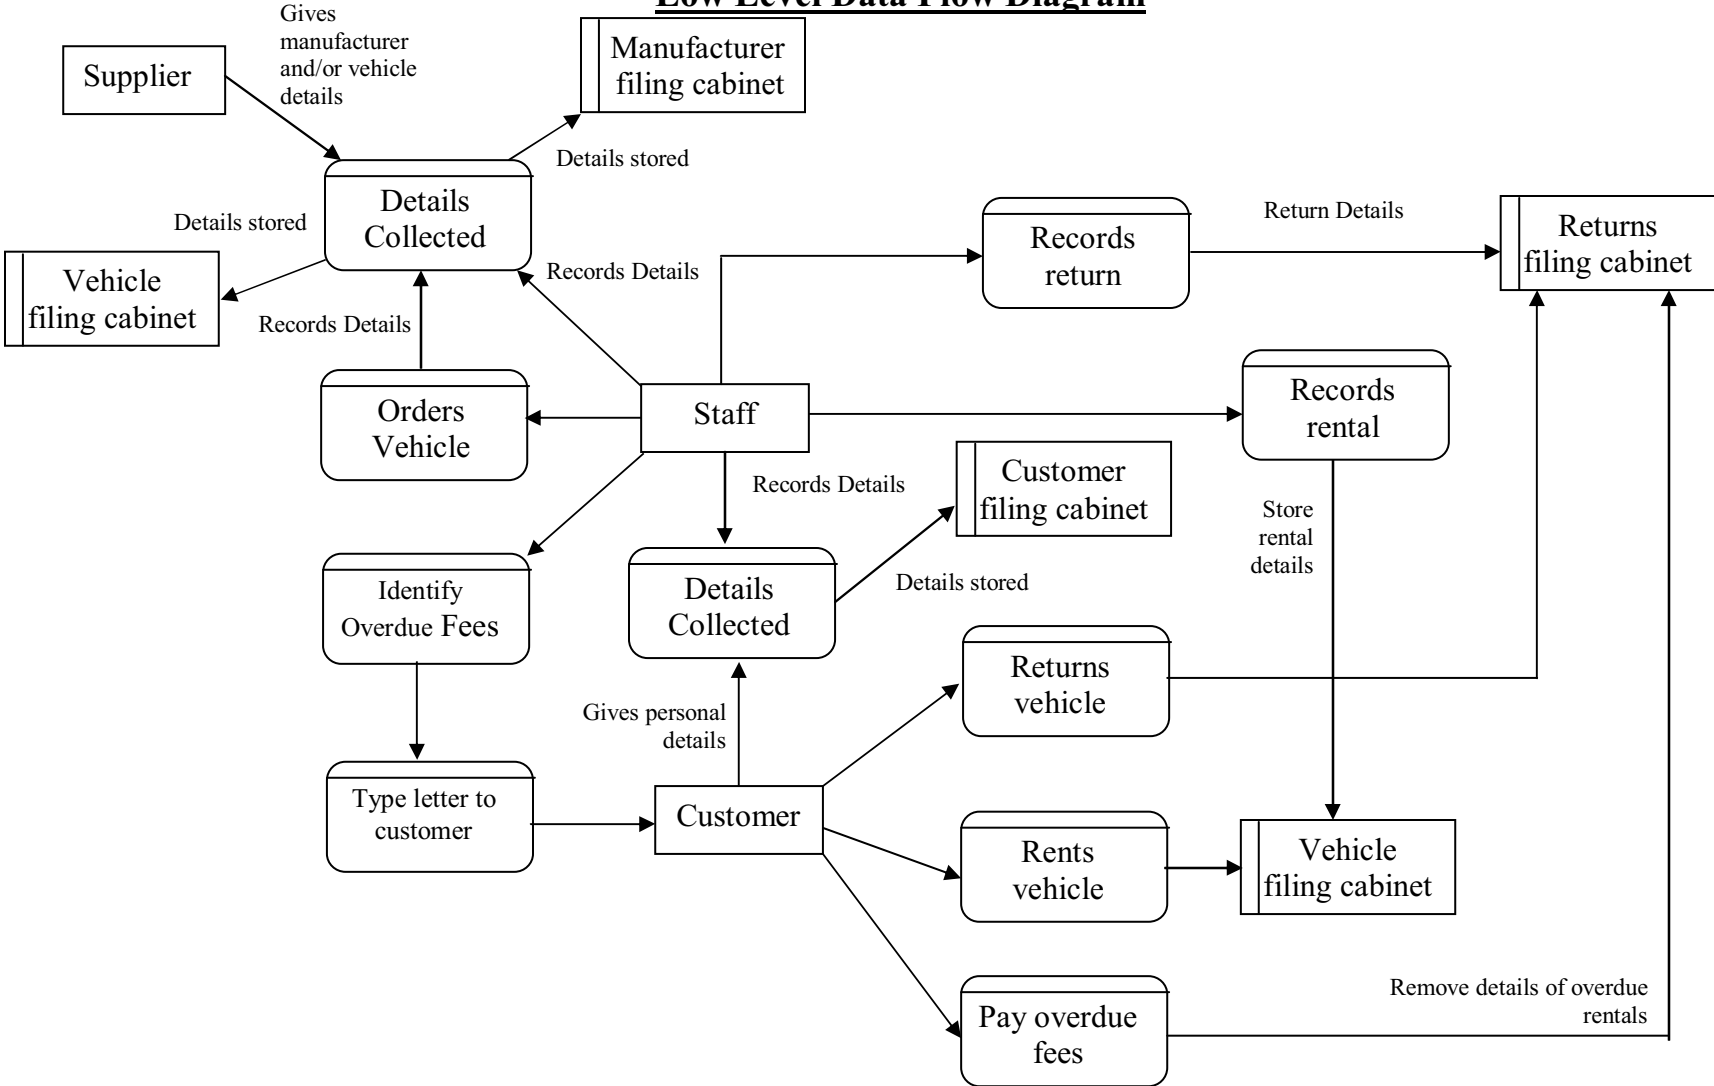 Low Level Data Flow Diagram
Gives
manufacturer
and/or vehicle
details
Supplier
Manufacturer
filing cabinet
Details stored
Details
Collected
Details stored
Vehicle
filing cabinet
Records Details
Records Details
Records
return
Return Details
Returns
filing cabinet
Orders
Vehicle
Staff
Records
rental
Records Details
Customer
filing cabinet
Store
rental
details
Identify
Overdue Fees
Details
Collected
Details stored
Returns
vehicle
Gives personal
details
Type letter to
customer
Customer
Rents
vehicle
Vehicle
filing cabinet
Pay overdue
fees
Remove details of overdue
rentals